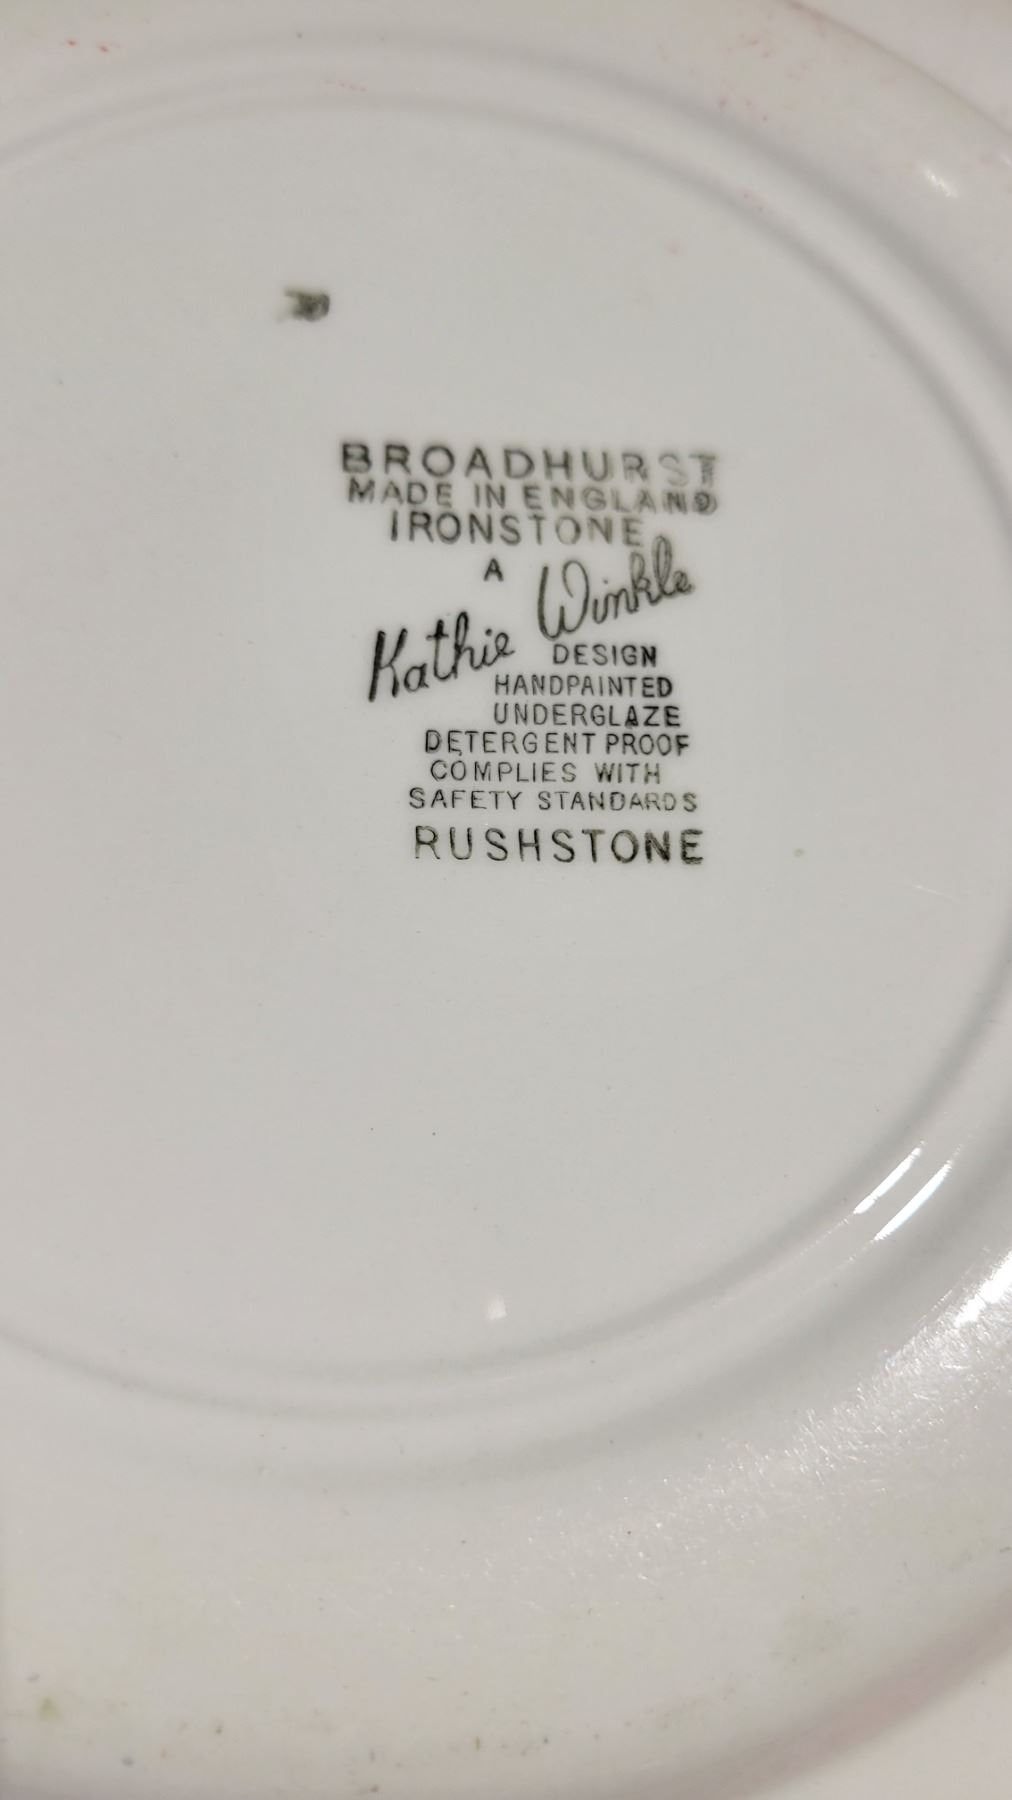 BROADHURST
MADE IN ENGLAND
IRONSTONE
A
Kathie Winkle
DESIGN
HANDPAINTED
UNDERGLAZE
DETERGENT PROOF
COMPLIES WITH
SAFETY STANDARDS
RUSHSTONE